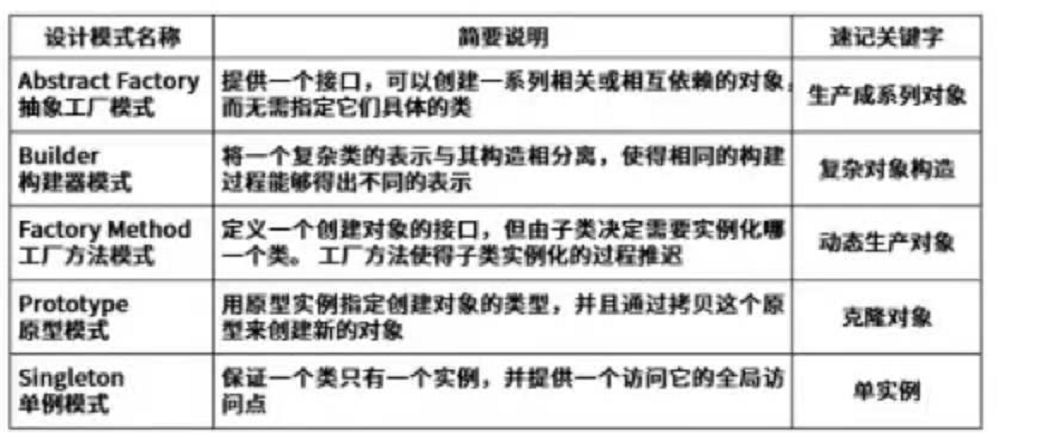 设计模式名称 简要说明 速记关键字
Abstract Factory
抽象工厂模式
提供一个接口，可以创建一系列相关或相互依赖的对象，
而无需指定它们具体的类
生产成系列对象
Builder
构建器模式
将一个复杂类的表示与其构造相分离，使得相同的构建
过程能够得出不同的表示
复杂对象构造
Factory Method
工厂方法模式
定义一个创建对象的接口，但由子类决定需要实例化哪
一个类。 工厂方法使得子类实例化的过程推迟
动态生产对象
Prototype
原型模式
用原型实例指定创建对象的类型，并且通过拷贝这个原
型来创建新的对象
克隆对象
Singleton
单例模式
保证一个类只有一个实例，并提供一个访问它的全局访
问点
单实例